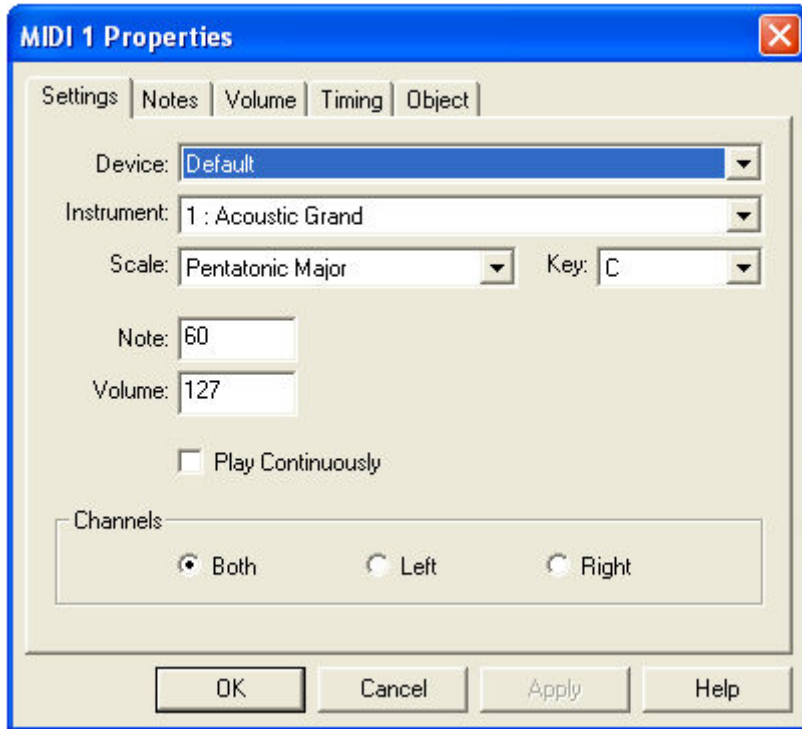 MIDI 1 Properties
Settings Notes Volume Timing Object
Device: Default
Instrument: 1 : Acoustic Grand
Scale: Pentatonic Major Key: C
Note: 60
Volume: 127
Play Continuously
Channels
Both Left Right
OK Cancel Apply Help